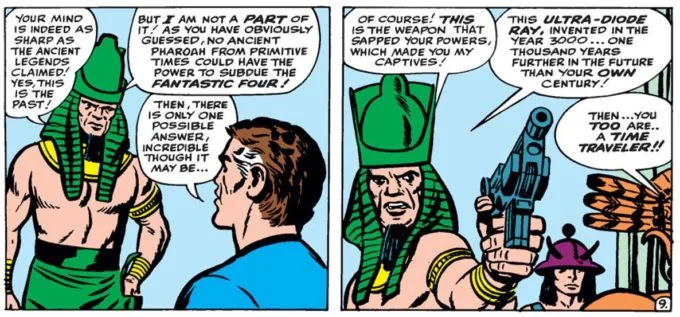 YOUR MIND
IS INDEED AS
SHARP AS
THE ANCIENT
LEGENDS
CLAIMED!
YES, THIS
IS THE
PAST!
BUT I AM NOT A PART OF
IT! AS YOU HAVE OBVIOUSLY
GUESSED, NO ANCIENT
PHAROAH FROM PRIMITIVE
TIMES COULD HAVE THE
POWER TO SUBDUE THE
FANTASTIC FOUR!
THEN, THERE
IS ONLY ONE
POSSIBLE
ANSWER,
INCREDIBLE
THOUGH IT
MAY BE...
OF COURSE! THIS
IS THE WEAPON THAT
SAPPED YOUR POWERS,
WHICH MADE YOU MY
CAPTIVES!
THIS ULTRA-DIODE
RAY, INVENTED IN THE
YEAR 3000... ONE
THOUSAND YEARS
FURTHER IN THE FUTURE
THAN YOUR OWN
CENTURY!
THEN...YOU
TOO ARE..
A TIME
TRAVELER!!
9.